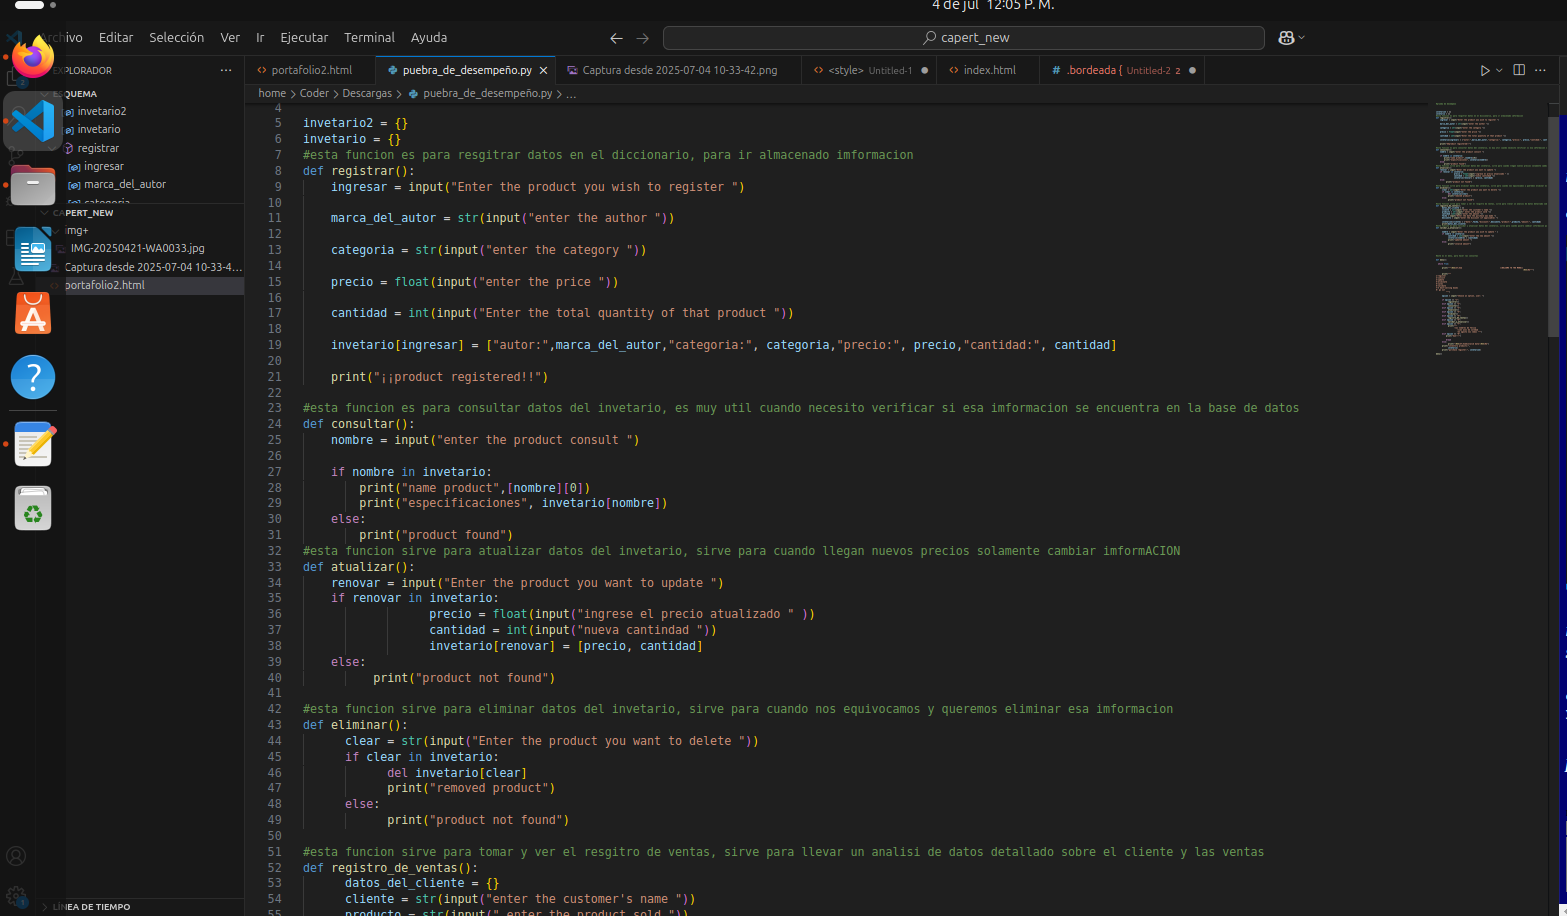 4 de jul 12:05 P. M.
Archivo Editar Selección Ver Ir Ejecutar Terminal Ayuda
capert_new
EXPLORADOR
portafolio2.html
puebra_de_desempeño.py
Captura desde 2025-07-04 10-33-42.png
<style> Untitled-1
index.html
.bordeada { Untitled-2 2
home > Coder > Descargas > puebra_de_desempeño.py > ...
ESQUEMA
invetario2
invetario
registrar
ingresar
marca_del_autor
categoria
CAPERT_NEW
img+
IMG-20250421-WA0033.jpg
Captura desde 2025-07-04 10-33-4...
portafolio2.html
LÍNEA DE TIEMPO
4
5 invetario2 = {}
6 invetario = {}
7 #esta funcion es para resgitrar datos en el diccionario, para ir almacenado imformacion
8 def registrar():
9 ingresar = input("Enter the product you wish to register ")
10
11 marca_del_autor = str(input("enter the author "))
12
13 categoria = str(input("enter the category "))
14
15 precio = float(input("enter the price "))
16
17 cantidad = int(input("Enter the total quantity of that product "))
18
19 invetario[ingresar] = ["autor:",marca_del_autor,"categoria:", categoria,"precio:", precio,"cantidad:", cantidad]
20
21 print("¡¡product registered!!")
22
23 #esta funcion es para consultar datos del invetario, es muy util cuando necesito verificar si esa imformacion se encuentra en la base de datos
24 def consultar():
25 nombre = input("enter the product consult ")
26
27 if nombre in invetario:
28 print("name product",[nombre][0])
29 print("especificaciones", invetario[nombre])
30 else:
31 print("product found")
32 #esta funcion sirve para atualizar datos del invetario, sirve para cuando llegan nuevos precios solamente cambiar imformACION
33 def atualizar():
34 renovar = input("Enter the product you want to update ")
35 if renovar in invetario:
36 precio = float(input("ingrese el precio atualizado " ))
37 cantidad = int(input("nueva cantindad "))
38 invetario[renovar] = [precio, cantidad]
39 else:
40 print("product not found")
41
42 #esta funcion sirve para eliminar datos del invetario, sirve para cuando nos equivocamos y queremos eliminar esa imformacion
43 def eliminar():
44 clear = str(input("Enter the product you want to delete "))
45 if clear in invetario:
46 del invetario[clear]
47 print("removed product")
48 else:
49 print("product not found")
50
51 #esta funcion sirve para tomar y ver el resgitro de ventas, sirve para llevar un analisi de datos detallado sobre el cliente y las ventas
52 def registro_de_ventas():
53 datos_del_cliente = {}
54 cliente = str(input("enter the customer's name "))
55 producto = str(input(" enter the product sold "))